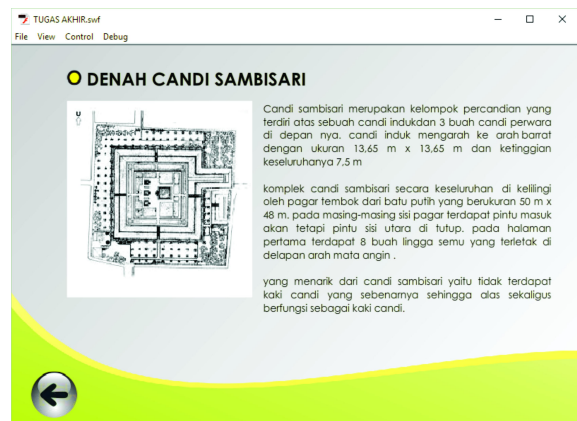 TUGAS AKHIR.swf
File View Control Debug
DENAH CANDI SAMBISARI
U
Candi sambisari merupakan kelompok percandian yang
terdiri atas sebuah candi indukdan 3 buah candi perwara
di depan nya. candi induk mengarah ke arah barrat
dengan ukuran 13,65 m x 13,65 m dan ketinggian
keseluruhanya 7,5 m
komplek candi sambisari secara keseluruhan di kelilingi
oleh pagar tembok dari batu putih yang berukuran 50 m x
48 m. pada masing-masing sisi pagar terdapat pintu masuk
akan tetapi pintu sisi utara di tutup. pada halaman
pertama terdapat 8 buah lingga semu yang terletak di
delapan arah mata angin .
yang menarik dari candi sambisari yaitu tidak terdapat
kaki candi yang sebenarnya sehingga alas sekaligus
berfungsi sebagai kaki candi.